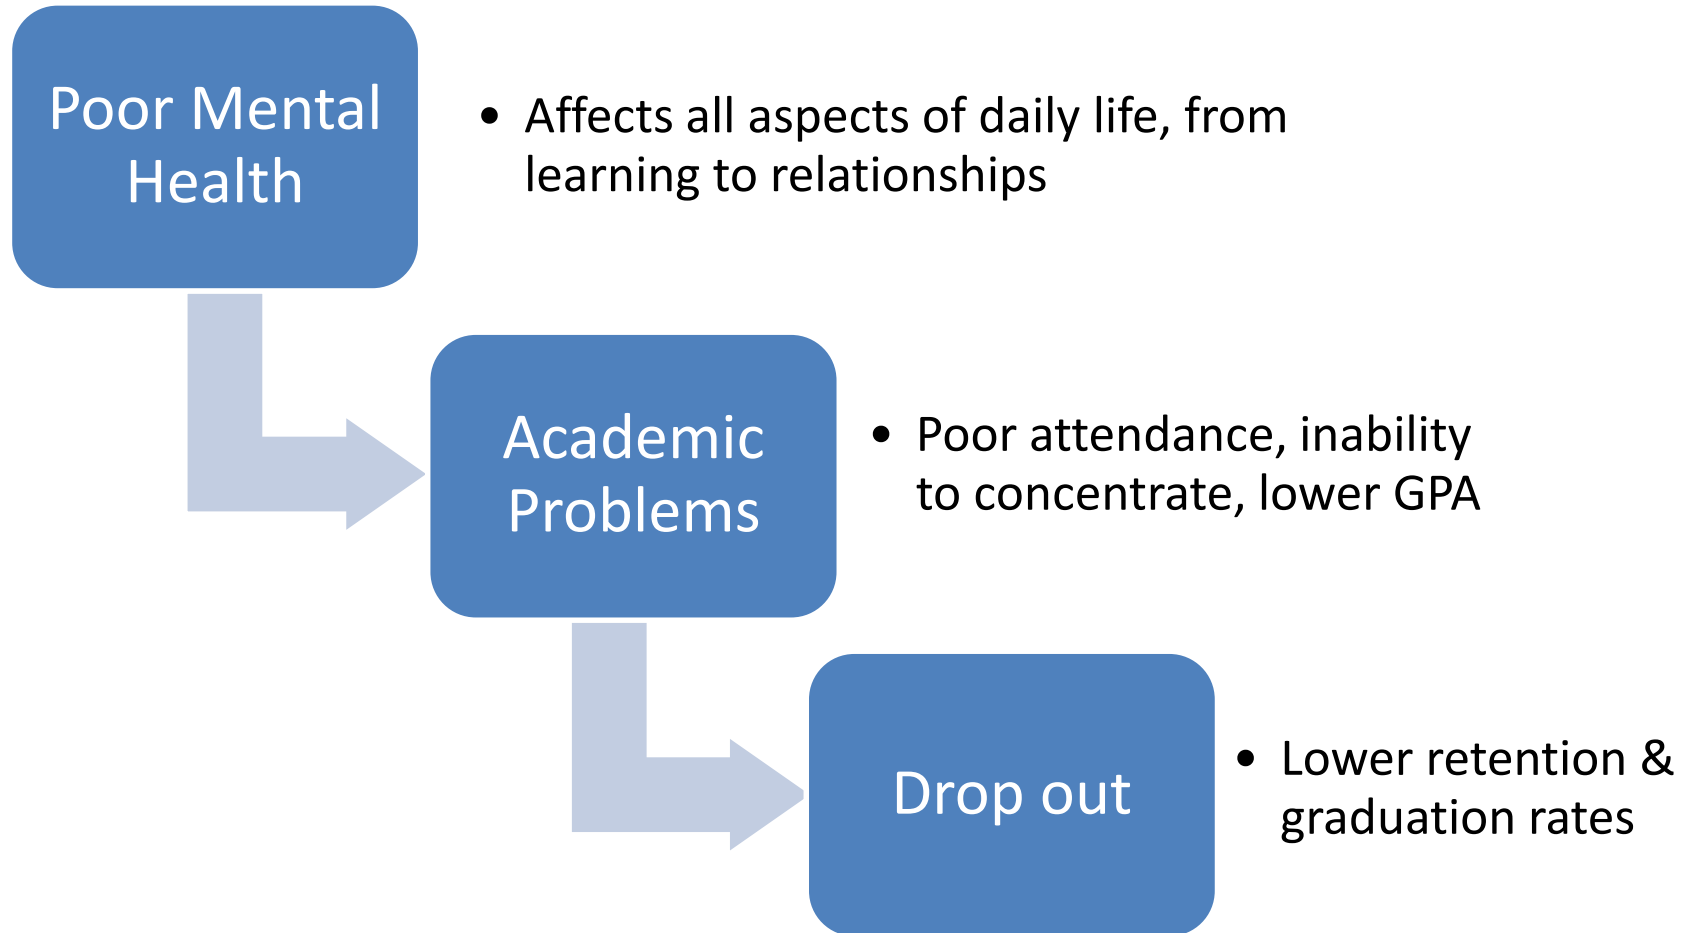 Poor Mental
Health
• Affects all aspects of daily life, from
learning to relationships
Academic
Problems
• Poor attendance, inability
to concentrate, lower GPA
Drop out
• Lower retention &
graduation rates